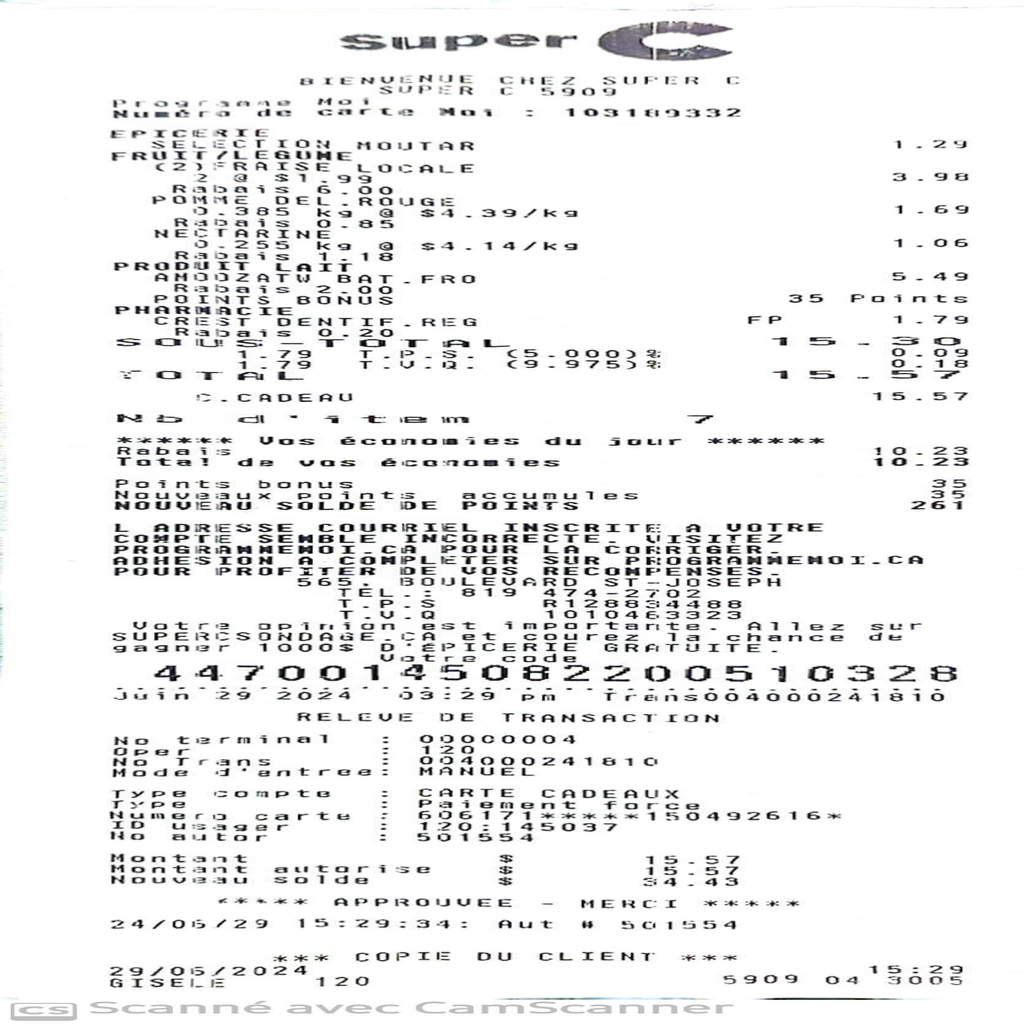 super C
BIENVENUE CHEZ SUPER C
SUPER C 5909
Programme Moi
Numéro de carte Moi : 103189332
EPICERIE
SELECTION MOUTAR 1.29
FRUIT/LEGUME
(2)FRAISE LOCALE
2 @ $1.99 3.98
Rabais 6.00
POMME DEL.ROUGE
0.385 kg @ $4.39/kg 1.69
Rabais 0.85
NECTARINE
0.255 kg @ $4.14/kg 1.06
Rabais 1.18
PRODUIT LAIT
AMOOZATW BAT.FRO 5.49
Rabais 2.00
POINTS BONUS 35 Points
PHARMACIE
CREST DENTIF.REG FP 1.79
Rabais 0.20
SOUS-TOTAL 15.30
1.79 T.P.S. (5.000)% 0.09
1.79 T.V.Q. (9.975)% 0.18
TOTAL 15.57
C.CADEAU 15.57
Nb d'item 7
****** Vos économies du jour ******
Rabais 10.23
Total de vos économies 10.23
Points bonus 35
Nouveaux points accumules 35
NOUVEAU SOLDE DE POINTS 261
L ADRESSE COURRIEL INSCRITE A VOTRE
COMPTE SEMBLE INCORRECTE. VISITEZ
PROGRAMMEMOI.CA POUR LA CORRIGER.
ADHESION A COMPLETER SUR PROGRAMMEMOI.CA
POUR PROFITER DE VOS RECOMPENSES.
565, BOULEVARD ST-JOSEPH
TEL.: 819 474-2702
T.P.S R128834488
T.V.Q 1010463323
Votre opinion est importante. Allez sur
SUPERCSONDAGE.CA et courez la chance de
gagner 1000$ D'EPICERIE GRATUITE.
Votre code
44700145082200510328
Juin 29 2024 03:29 pm Trans004000241810
RELEVE DE TRANSACTION
No terminal : 00000004
Oper : 120
No Trans : 004000241810
Mode d'entree: MANUEL
Type compte : CARTE CADEAUX
Type : Paiement force
Numero carte : 606171*****150492616*
ID usager : 120:145037
No autor : 501554
Montant $ 15.57
Montant autorise $ 15.57
Nouveau solde $ 34.43
***** APPROUVEE - MERCI *****
24/06/29 15:29:34: Aut # 501554
*** COPIE DU CLIENT ***
29/06/2024 15:29
GISELE 120 5909 04 3005
CS Scanné avec CamScanner